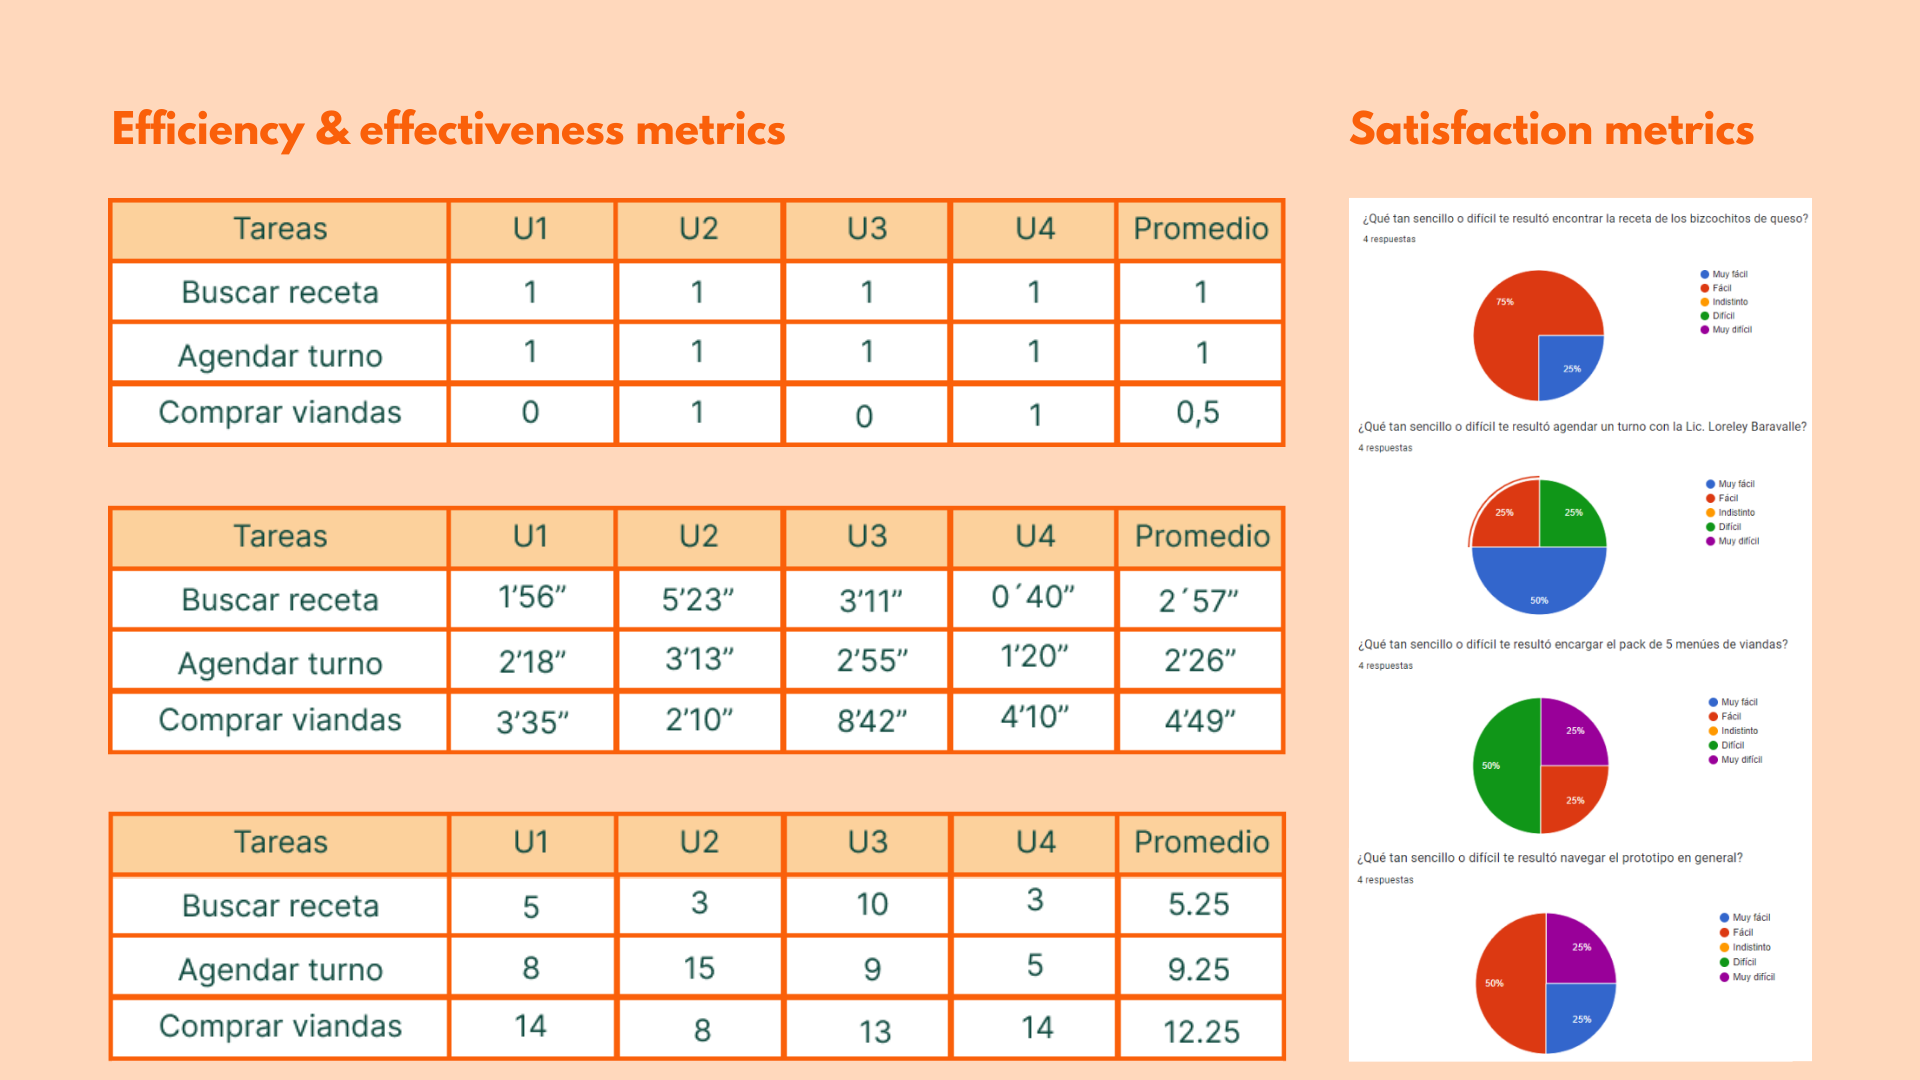 Efficiency & effectiveness metrics
Tareas U1 U2 U3 U4 Promedio
Buscar receta 1 1 1 1 1
Agendar turno 1 1 1 1 1
Comprar viandas 0 1 0 1 0,5
Tareas U1 U2 U3 U4 Promedio
Buscar receta 1’56” 5’23” 3’11” 0´40” 2´57”
Agendar turno 2’18” 3’13” 2’55” 1’20” 2’26”
Comprar viandas 3’35” 2’10” 8’42” 4’10” 4’49”
Tareas U1 U2 U3 U4 Promedio
Buscar receta 5 3 10 3 5.25
Agendar turno 8 15 9 5 9.25
Comprar viandas 14 8 13 14 12.25
Satisfaction metrics
¿Qué tan sencillo o difícil te resultó encontrar la receta de los bizcochitos de queso?
4 respuestas
75%
25%
Muy fácil
Fácil
Indistinto
Difícil
Muy difícil
¿Qué tan sencillo o difícil te resultó agendar un turno con la Lic. Loreley Baravalle?
4 respuestas
25%
25%
50%
Muy fácil
Fácil
Indistinto
Difícil
Muy difícil
¿Qué tan sencillo o difícil te resultó encargar el pack de 5 menúes de viandas?
4 respuestas
25%
50%
25%
Muy fácil
Fácil
Indistinto
Difícil
Muy difícil
¿Qué tan sencillo o difícil te resultó navegar el prototipo en general?
4 respuestas
25%
50%
25%
Muy fácil
Fácil
Indistinto
Difícil
Muy difícil